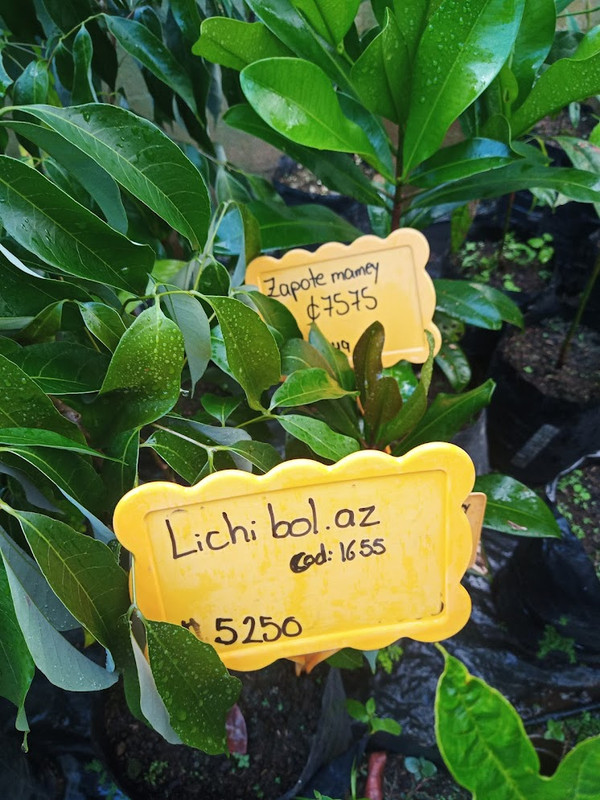 Zapote mamey
₡7575
Lichi bol.az
Cod: 1655
5250